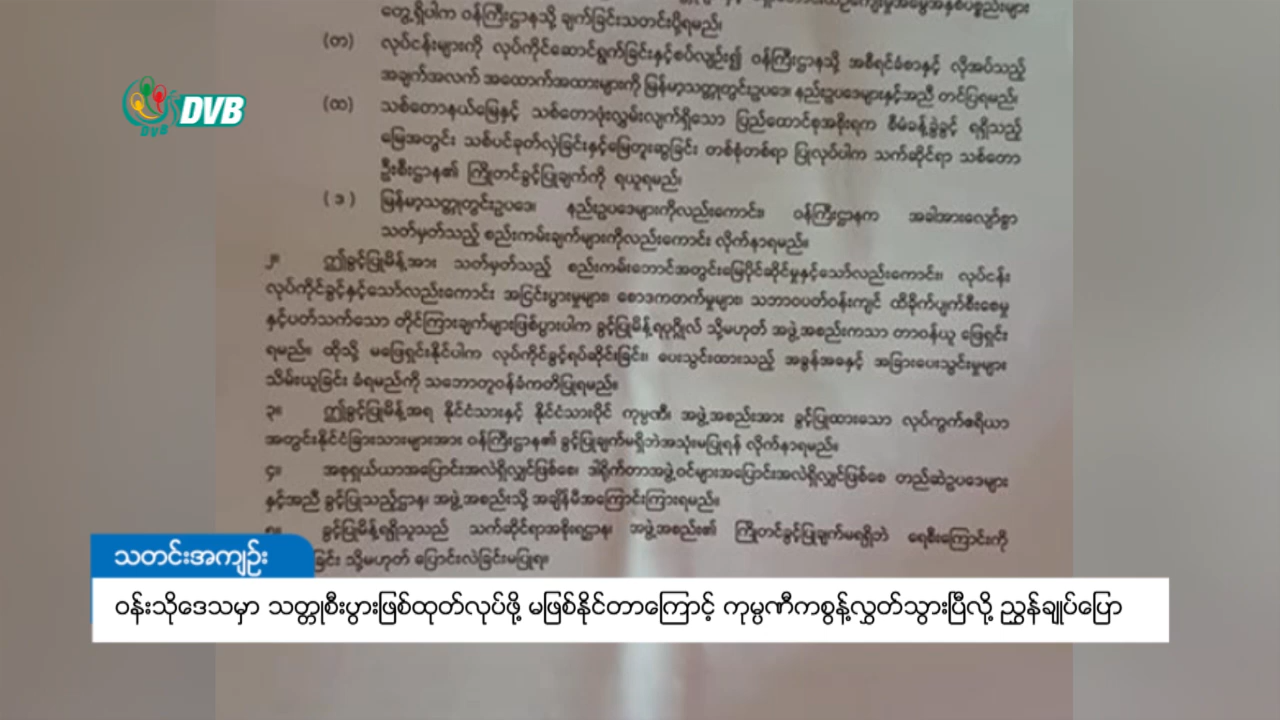 တွေ့ရှိပါက ဝန်ကြီးဌာနသို့ ချက်ခြင်းသတင်းပို့ရမည်၊
(တ) လုပ်ငန်းများကို လုပ်ကိုင်ဆောင်ရွက်ခြင်းနှင့်စပ်လျဉ်း၍ ဝန်ကြီးဌာနသို့ အစီရင်ခံစာနှင့် လိုအပ်သည့်
အချက်အလက် အထောက်အထားများကို မြန်မာ့သတ္တုတွင်းဥပဒေ၊ နည်းဥပဒေများနှင့်အညီ တင်ပြရမည်၊
DVB
DVB
(ထ) သစ်တောနယ်မြေနှင့် သစ်တောဖုံးလွှမ်းလျက်ရှိသော ပြည်ထောင်စုအစိုးရက စီမံခန့်ခွဲခွင့် ရရှိသည့်
မြေအတွင်း သစ်ပင်ခုတ်လှဲခြင်းနှင့်မြေတူးဆွခြင်း တစ်စုံတစ်ရာ ပြုလုပ်ပါက သက်ဆိုင်ရာ သစ်တော
ဦးစီးဌာန၏ ကြိုတင်ခွင့်ပြုချက်ကို ရယူရမည်၊
(ဒ) မြန်မာ့သတ္တုတွင်းဥပဒေ၊ နည်းဥပဒေများကိုလည်းကောင်း၊ ဝန်ကြီးဌာနက အခါအားလျော်စွာ
သတ်မှတ်သည့် စည်းကမ်းချက်များကိုလည်းကောင်း လိုက်နာရမည်။
၂။ ဤခွင့်ပြုမိန့်အား သတ်မှတ်သည့် စည်းကမ်းဘောင်အတွင်းမြေပိုင်ဆိုင်မှုနှင့်သော်လည်းကောင်း၊ လုပ်ငန်း
လုပ်ကိုင်ခွင့်နှင့်သော်လည်းကောင်း အငြင်းပွားမှုများ၊ စောဒကတက်မှုများ၊ သဘာဝပတ်ဝန်းကျင် ထိခိုက်ပျက်စီးစေမှု
နှင့်ပတ်သက်သော တိုင်ကြားချက်များဖြစ်ပွားပါက ခွင့်ပြုမိန့်ရပုဂ္ဂိုလ် သို့မဟုတ် အဖွဲ့အစည်းကသာ တာဝန်ယူ ဖြေရှင်း
ရမည်။ ထိုသို့ မဖြေရှင်းနိုင်ပါက လုပ်ကိုင်ခွင့်ရပ်ဆိုင်းခြင်း၊ ပေးသွင်းထားသည့် အခွန်အခနှင့် အခြားပေးသွင်းမှုများ
သိမ်းယူခြင်း ခံရမည်ကို သဘောတူဝန်ခံကတိပြုရမည်။
၃။ ဤခွင့်ပြုမိန့်အရ နိုင်ငံသားနှင့် နိုင်ငံသားပိုင် ကုမ္ပဏီ၊ အဖွဲ့အစည်းအား ခွင့်ပြုထားသော လုပ်ကွက်ဧရိယာ
အတွင်းနိုင်ငံခြားသားများအား ဝန်ကြီးဌာန၏ ခွင့်ပြုချက်မရှိဘဲအသုံးမပြုရန် လိုက်နာရမည်။
၄။ အစုရှယ်ယာအပြောင်းအလဲရှိလျှင်ဖြစ်စေ၊ ဒါရိုက်တာအဖွဲ့ဝင်များအပြောင်းအလဲရှိလျှင်ဖြစ်စေ တည်ဆဲဥပဒေများ
နှင့်အညီ ခွင့်ပြုသည့်ဌာန၊ အဖွဲ့အစည်းသို့ အချိန်မီအကြောင်းကြားရမည်။
၅။ ခွင့်ပြုမိန့်ရရှိသူသည် သက်ဆိုင်ရာအစိုးရဌာန၊ အဖွဲ့အစည်း၏ ကြိုတင်ခွင့်ပြုချက်မရရှိဘဲ ရေစီးကြောင်းကို
ခြင်း သို့မဟုတ် ပြောင်းလဲခြင်းမပြုရ။
သတင်းအကျဉ်း
ဝန်းသိုဒေသမှာ သတ္တုစီးပွားဖြစ်ထုတ်လုပ်ဖို့ မဖြစ်နိုင်တာကြောင့် ကုမ္ပဏီကစွန့်လွှတ်သွားပြီလို့ ညွှန်ချုပ်ပြော